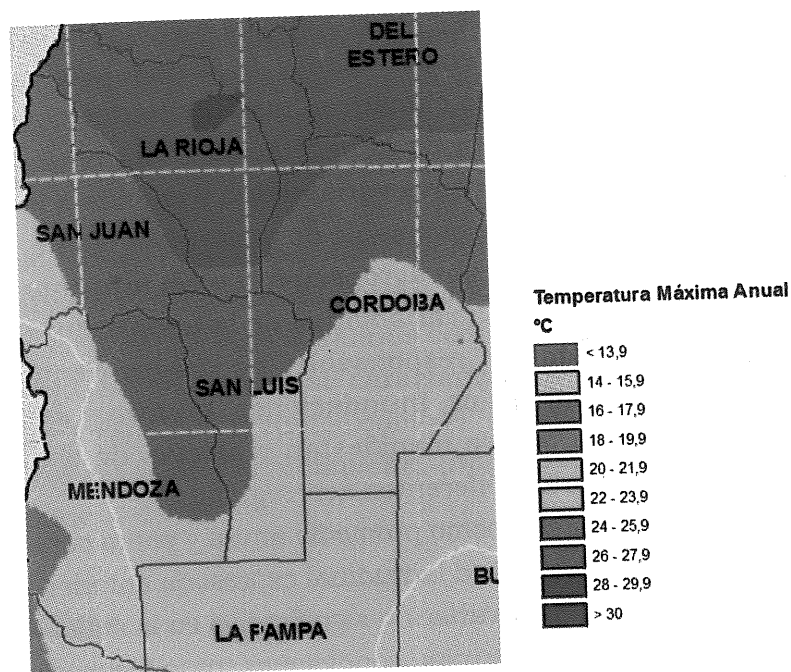 DEL
ESTERO
LA RIOJA
SAN JUAN
CORDOBA
SAN LUIS
MENDOZA
LA PAMPA
BU
Temperatura Máxima Anual
°C
< 13,9
14 - 15,9
16 - 17,9
18 - 19,9
20 - 21,9
22 - 23,9
24 - 25,9
26 - 27,9
28 - 29,9
> 30